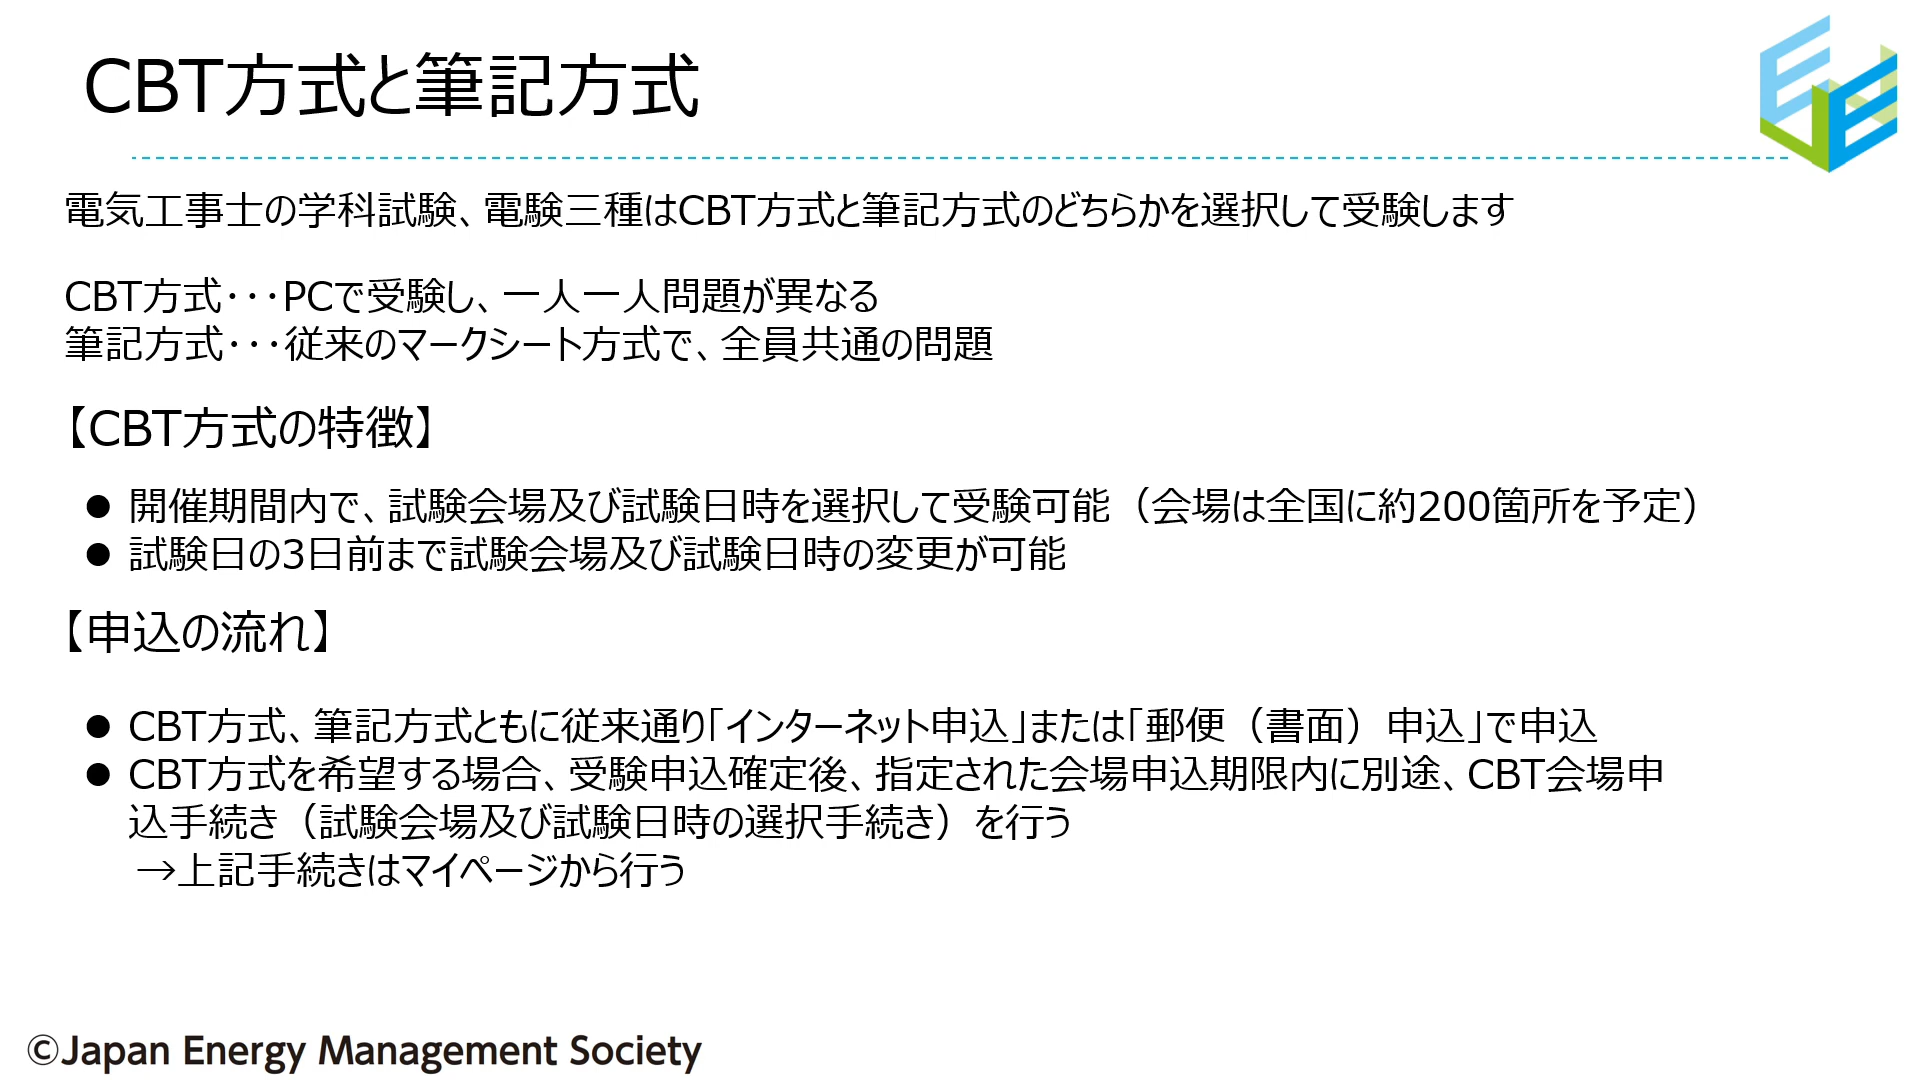 CBT方式と筆記方式
電気工事士の学科試験、電験三種はCBT方式と筆記方式のどちらかを選択して受験します
CBT方式･･･PCで受験し、一人一人問題が異なる
筆記方式･･･従来のマークシート方式で、全員共通の問題
【CBT方式の特徴】
● 開催期間内で、試験会場及び試験日時を選択して受験可能（会場は全国に約200箇所を予定）
● 試験日の3日前まで試験会場及び試験日時の変更が可能
【申込の流れ】
● CBT方式、筆記方式ともに従来通り｢インターネット申込｣または｢郵便（書面）申込｣で申込
● CBT方式を希望する場合、受験申込確定後、指定された会場申込期限内に別途、CBT会場申
込手続き（試験会場及び試験日時の選択手続き）を行う
→上記手続きはマイページから行う
©Japan Energy Management Society